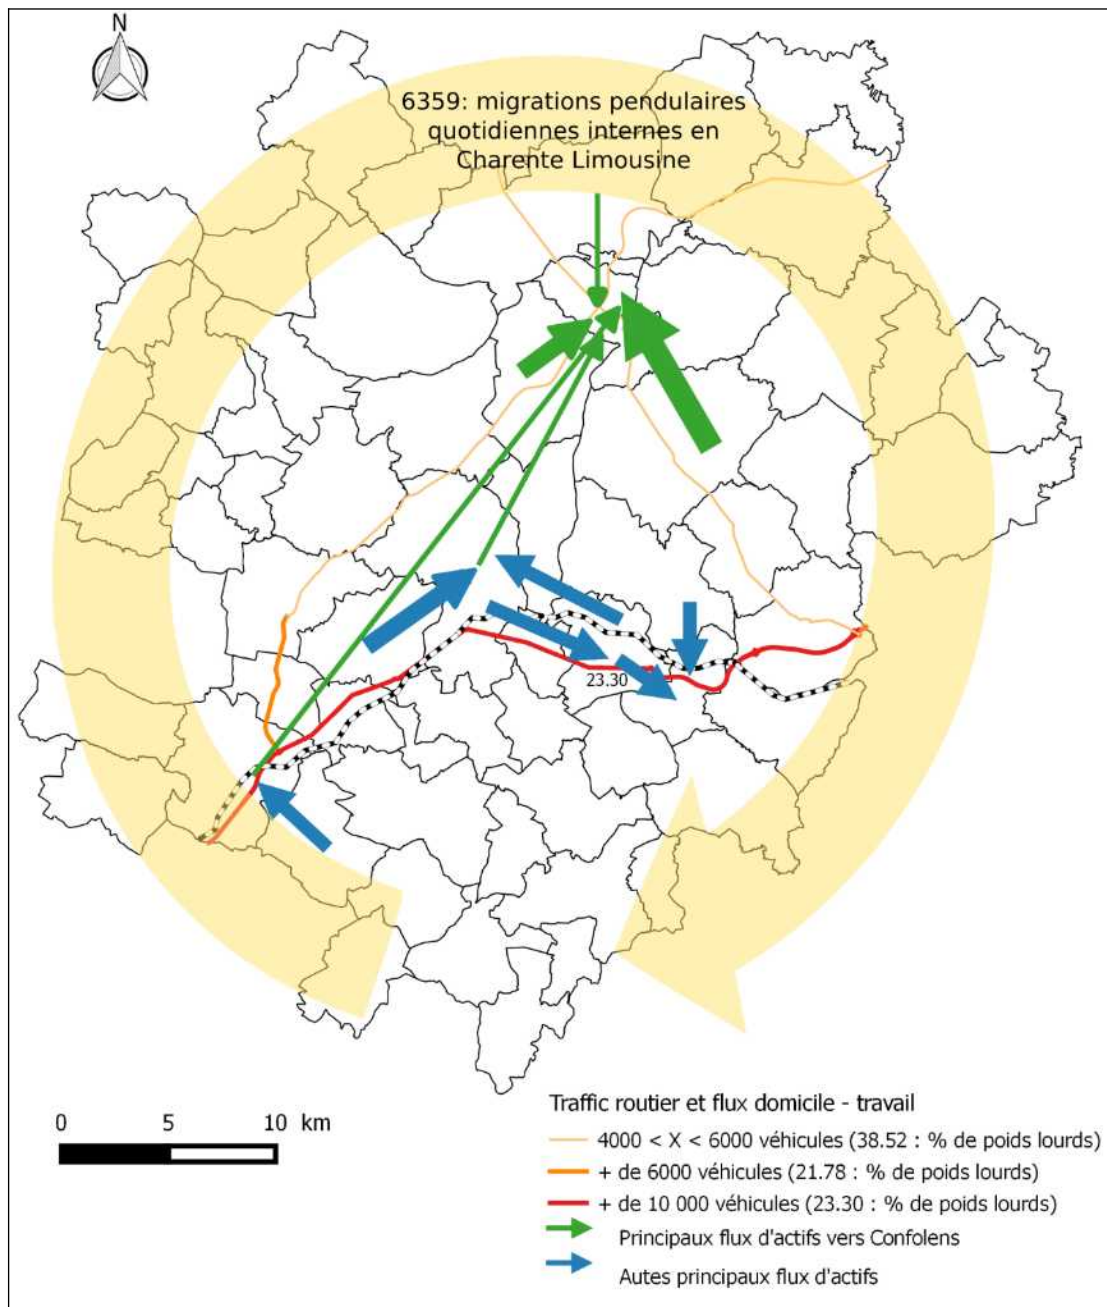 N
6359: migrations pendulaires
quotidiennes internes en
Charente Limousine
23.30
0 5 10 km
Traffic routier et flux domicile - travail
4000 < X < 6000 véhicules (38.52 : % de poids lourds)
+ de 6000 véhicules (21.78 : % de poids lourds)
+ de 10 000 véhicules (23.30 : % de poids lourds)
Principaux flux d'actifs vers Confolens
Autres principaux flux d'actifs